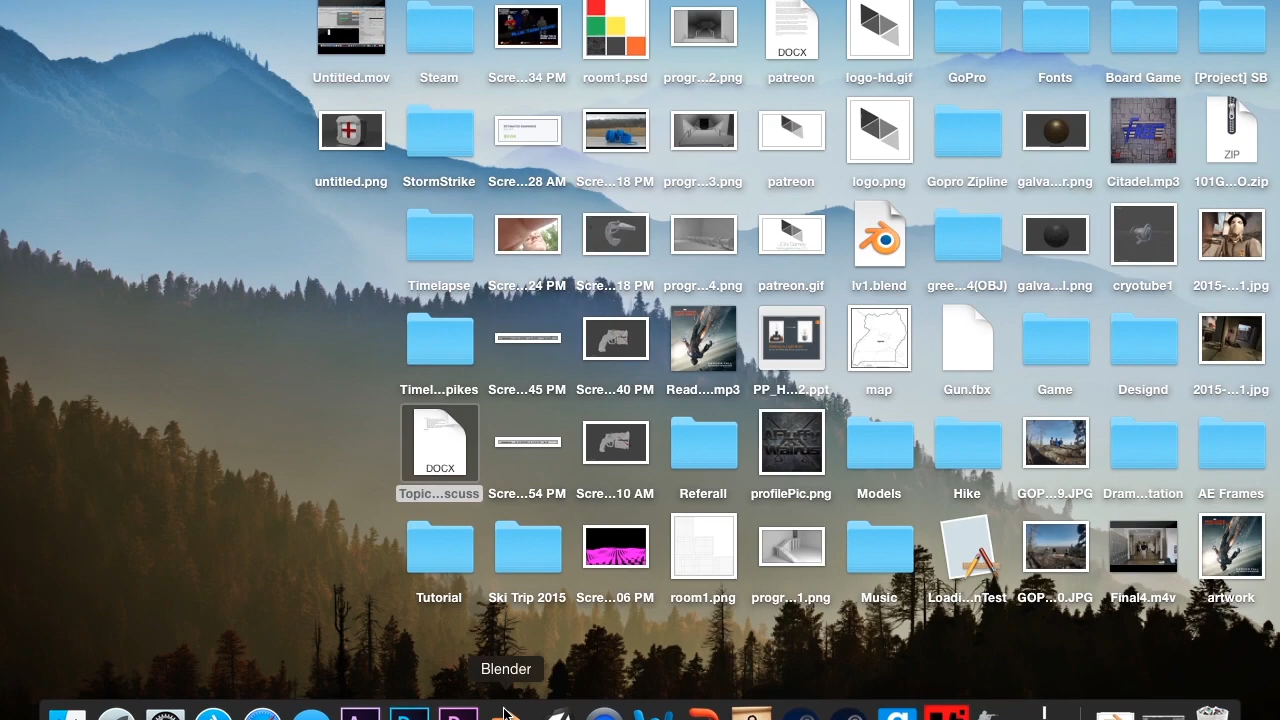 DOCX
Untitled.mov Steam Scre...34 PM room1.psd progr...2.png patreon logo-hd.gif GoPro Fonts Board Game [Project] SB
ZIP
untitled.png StormStrike Scre...28 AM Scre...18 PM progr...3.png patreon logo.png Gopro Zipline galva...r.png Citadel.mp3 101G...O.zip
Timelapse Scre...24 PM Scre...18 PM progr...4.png patreon.gif lv1.blend gree...4(OBJ) galva...l.png cryotube1 2015-...1.jpg
Timel...pikes Scre...45 PM Scre...40 PM Read....mp3 PP_H...2.ppt map Gun.fbx Game Designd 2015-...1.jpg
DOCX
Topic...scuss Scre...54 PM Scre...10 AM Referall profilePic.png Models Hike GOP...9.JPG Dram...tation AE Frames
Tutorial Ski Trip 2015 Scre...06 PM room1.png progr...1.png Music Loadi...nTest GOP...0.JPG Final4.m4v artwork
Blender